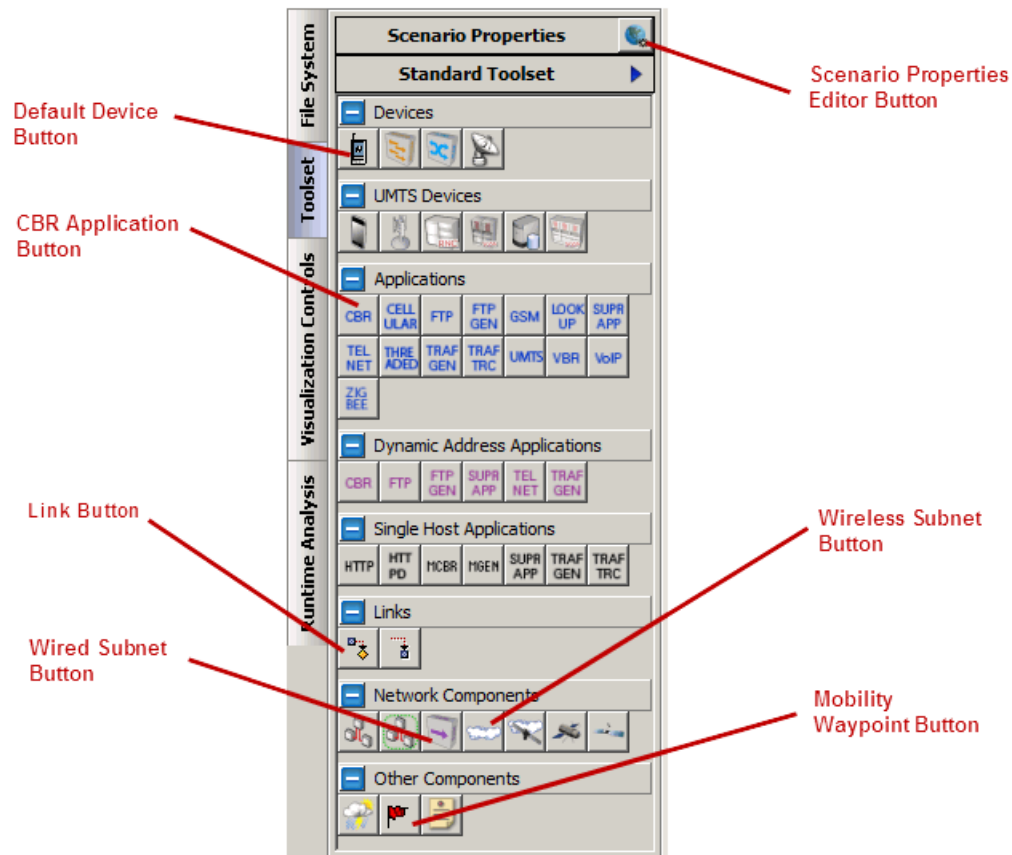 Scenario Properties
Standard Toolset
File System
Toolset
Visualization Controls
Runtime Analysis
Scenario Properties
Editor Button
Default Device
Button
Devices
UMTS Devices
CBR Application
Button
Applications
CBR
CELL
ULAR
FTP
FTP
GEN
GSM
LOOK
UP
SUPR
APP
TEL
NET
THRE
ADED
TRAF
GEN
TRAF
TRC
UMTS
VBR
VoIP
ZIG
BEE
Dynamic Address Applications
CBR
FTP
FTP
GEN
SUPR
APP
TEL
NET
TRAF
GEN
Link Button
Single Host Applications
HTTP
HTT
PD
MCBR
MGEN
SUPR
APP
TRAF
GEN
TRAF
TRC
Wireless Subnet
Button
Links
Wired Subnet
Button
Network Components
Mobility
Waypoint Button
Other Components